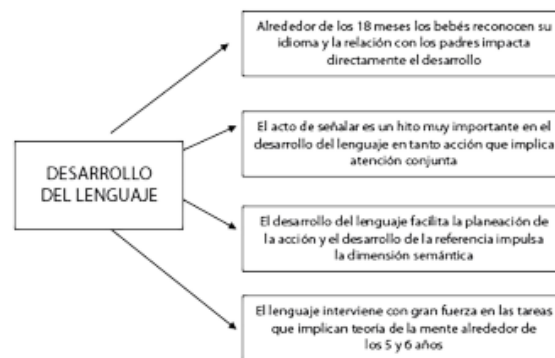 Alrededor de los 18 meses los bebés reconocen su
idioma y la relación con los padres impacta
directamente el desarrollo
El acto de señalar es un hito muy importante en el
desarrollo del lenguaje en tanto acción que implica
atención conjunta
DESARROLLO
DEL LENGUAJE
El desarrollo del lenguaje facilita la planeación de
la acción y el desarrollo de la referencia impulsa
la dimensión semántica
El lenguaje interviene con gran fuerza en las tareas
que implican teoría de la mente alrededor de
los 5 y 6 años